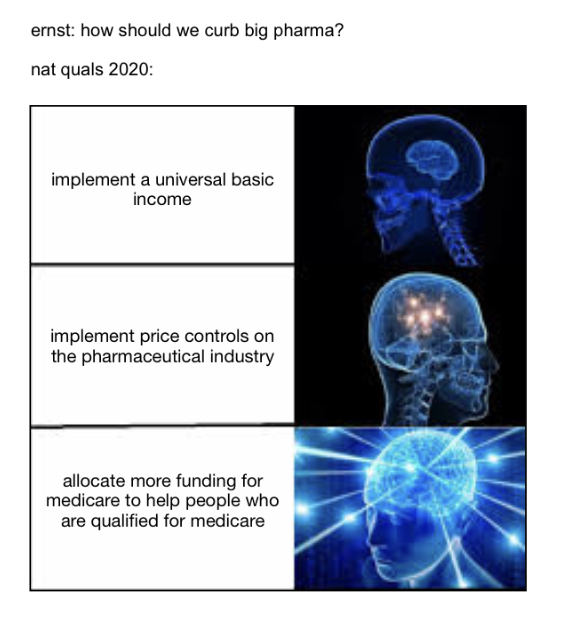 ernst: how should we curb big pharma?
nat quals 2020:
implement a universal basic
income
implement price controls on
the pharmaceutical industry
allocate more funding for
medicare to help people who
are qualified for medicare